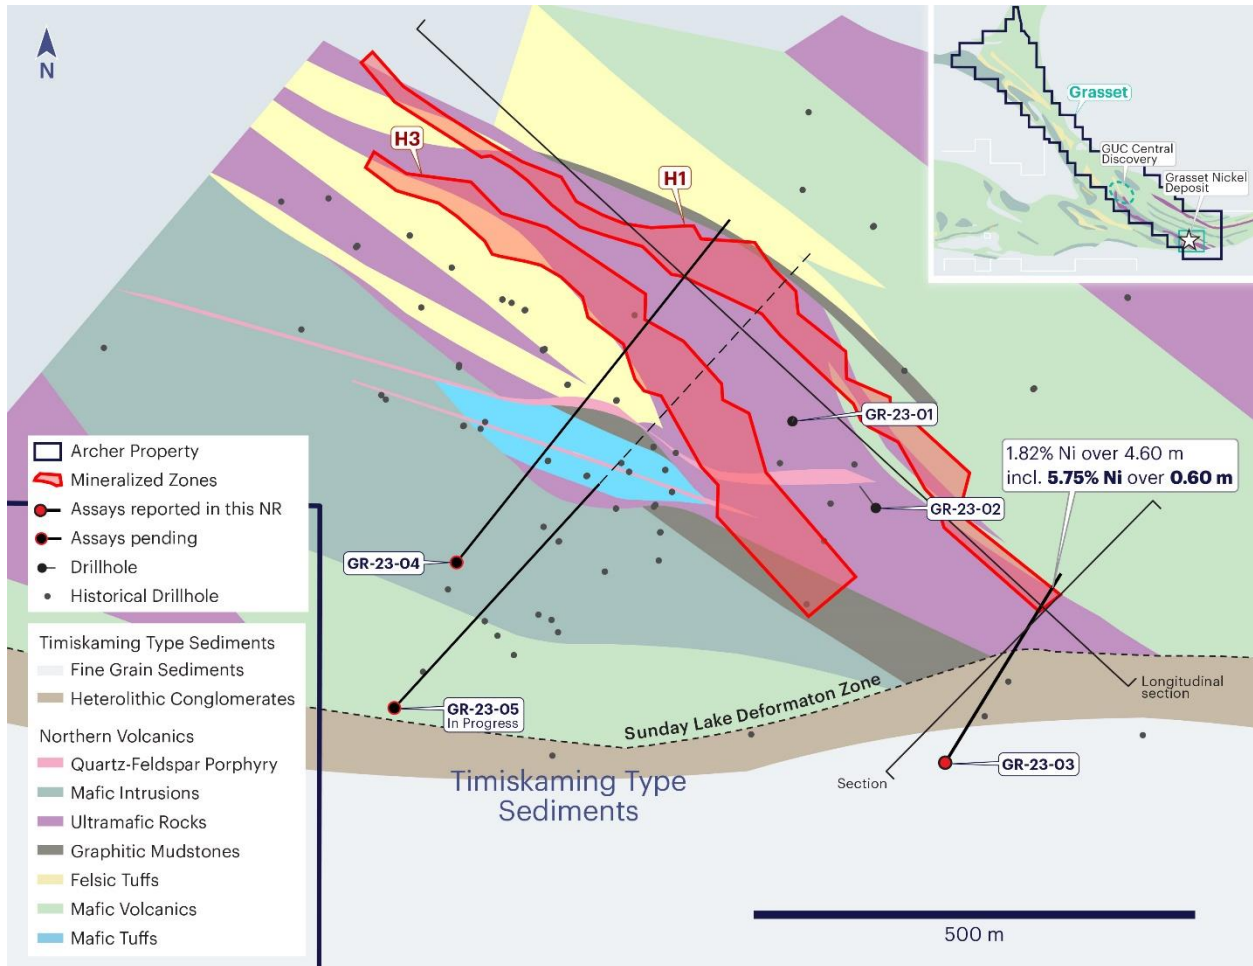 N
H3
H1
Grasset
GUC Central
Discovery
Grasset Nickel
Deposit
GR-23-01
1.82% Ni over 4.60 m
incl. 5.75% Ni over 0.60 m
GR-23-02
GR-23-04
GR-23-05
In Progress
Sunday Lake Deformaton Zone
Longitudinal
section
Section
GR-23-03
Timiskaming Type
Sediments
Archer Property
Mineralized Zones
Assays reported in this NR
Assays pending
Drillhole
Historical Drillhole
Timiskaming Type Sediments
Fine Grain Sediments
Heterolithic Conglomerates
Northern Volcanics
Quartz-Feldspar Porphyry
Mafic Intrusions
Ultramafic Rocks
Graphitic Mudstones
Felsic Tuffs
Mafic Volcanics
Mafic Tuffs
500 m